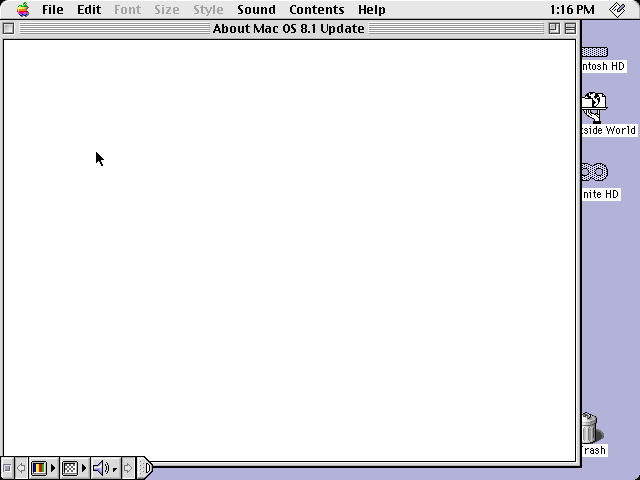 File Edit Font Size Style Sound Contents Help 1:16 PM
About Mac OS 8.1 Update
ntosh HD
side World
nite HD
Trash